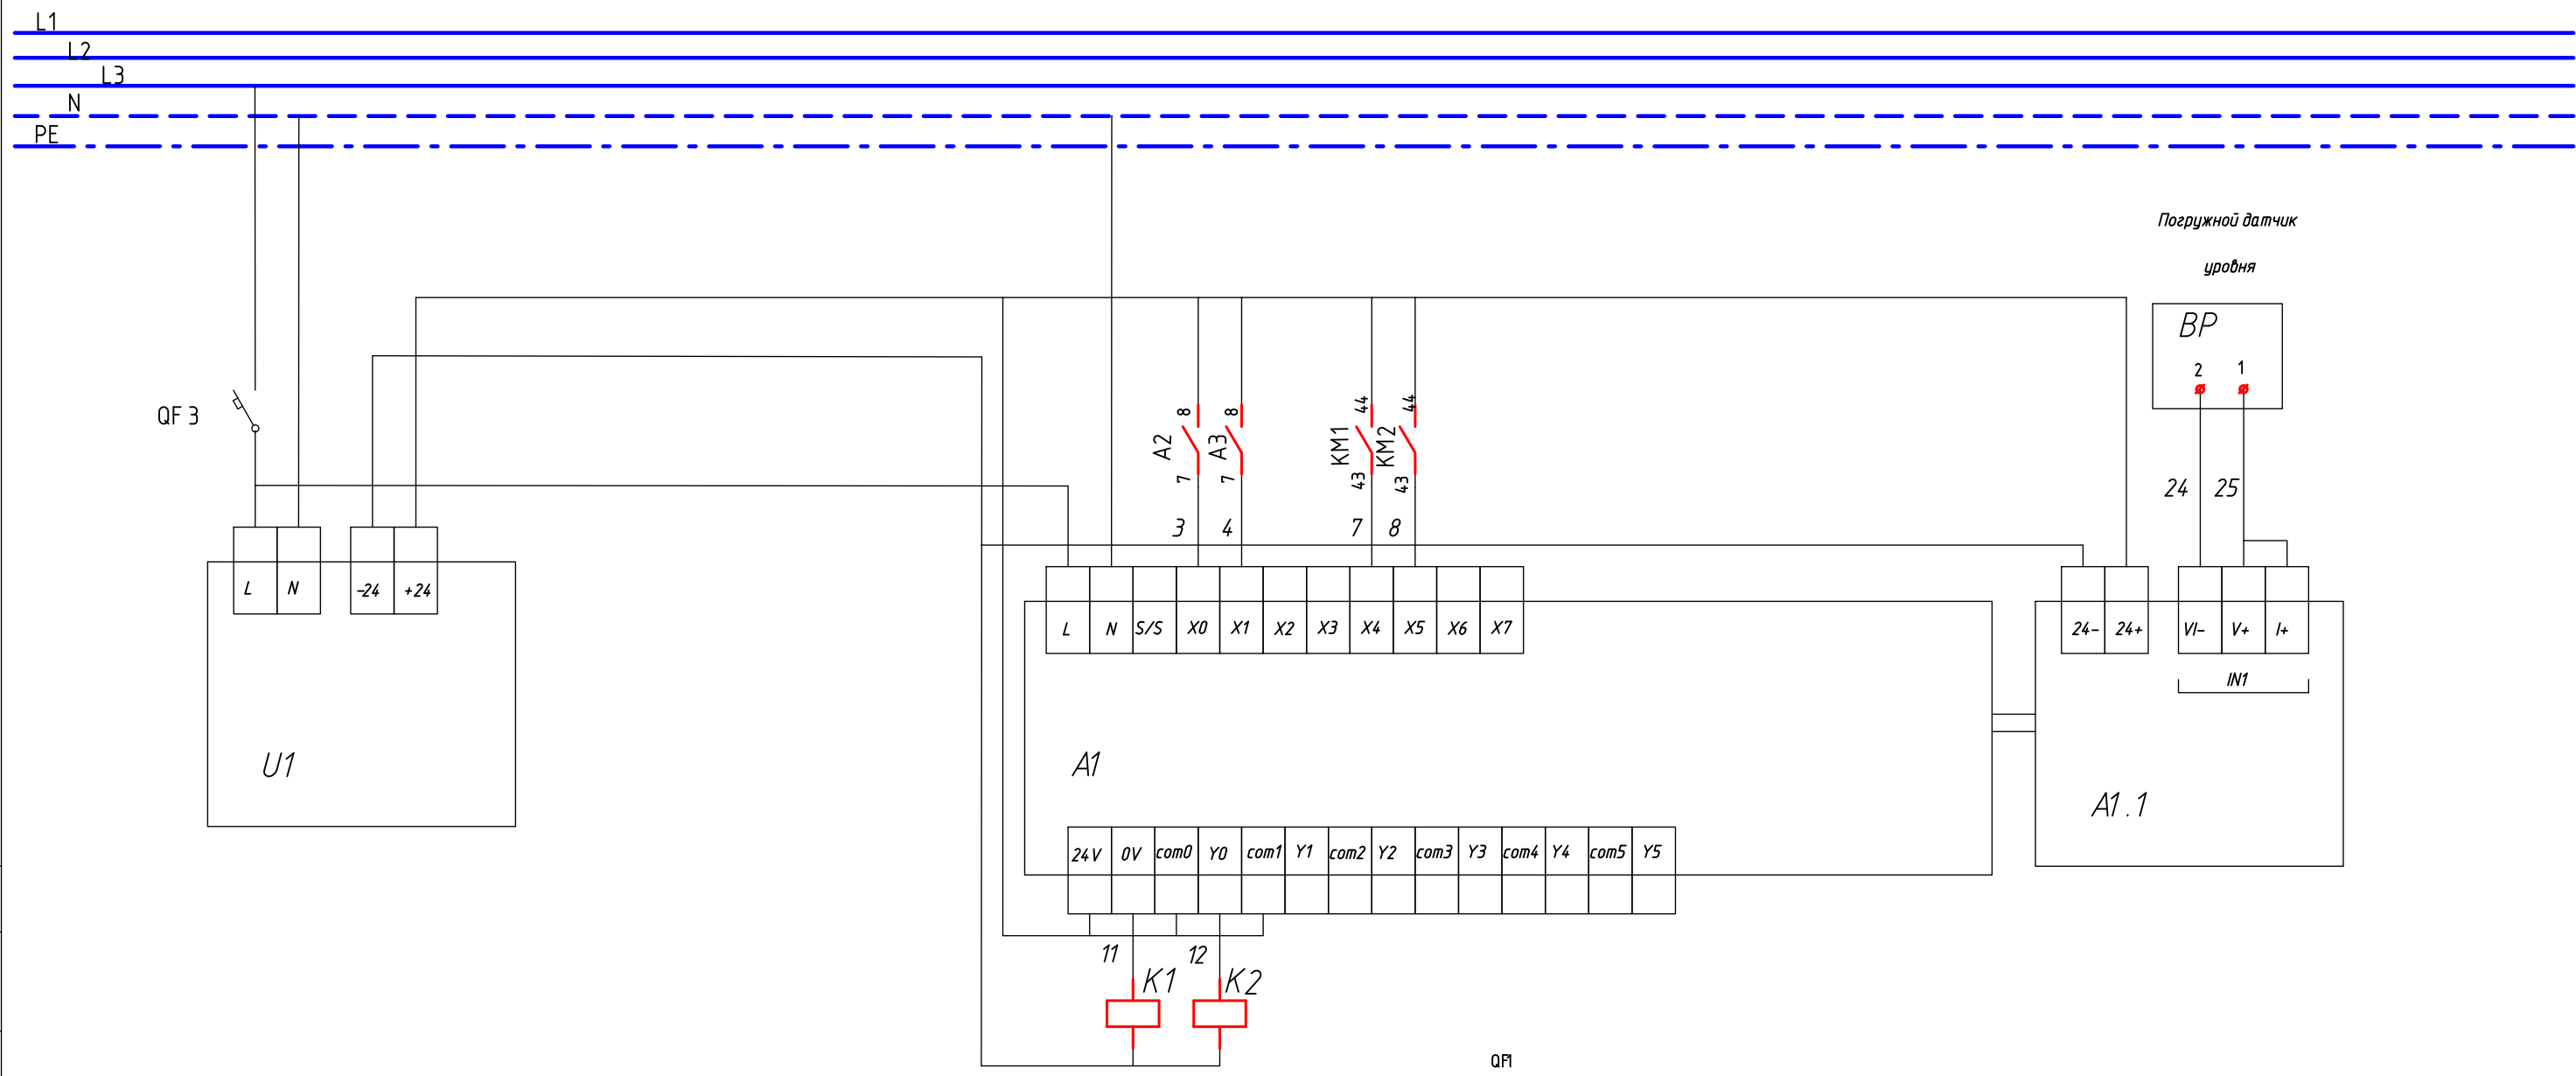 L1
L2
L3
N
PE
Погружной датчик
уровня
BP
2 1
QF 3
A2 8 7
A3 8 7
KM1 44 43
KM2 44 43
24 25
3 4 7 8
L N -24 +24
L N S/S X0 X1 X2 X3 X4 X5 X6 X7
24- 24+ VI- V+ I+
IN1
U1
A1
A1.1
24V 0V com0 Y0 com1 Y1 com2 Y2 com3 Y3 com4 Y4 com5 Y5
11 12
K1 K2
QF1